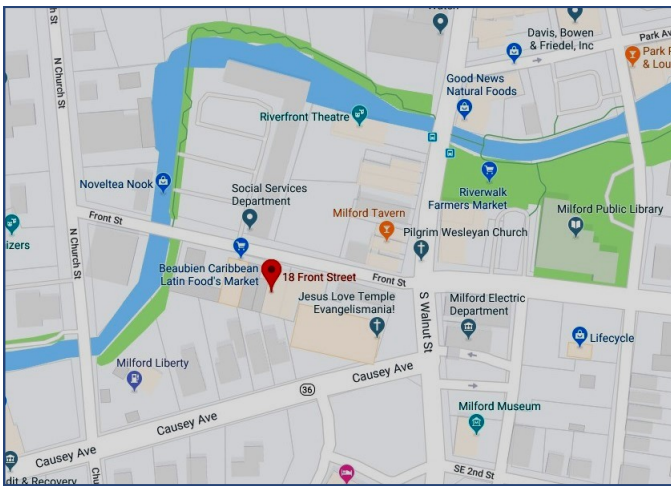 Walton
Davis, Bowen
& Friedel, Inc
Park Av
N Church St
Good News
Natural Foods
Park P
& Lou
Riverfront Theatre
Noveltea Nook
Social Services
Department
Riverwalk
Farmers Market
Milford Public Library
Milford Tavern
Front St
Pilgrim Wesleyan Church
izers
N Church St
Beaubien Caribbean
Latin Food's Market
18 Front Street
Front St
Jesus Love Temple
Evangelismania!
S Walnut St
Milford Electric
Department
Lifecycle
Milford Liberty
36
Causey Ave
Milford Museum
Causey Ave
SE 2nd St
dit & Recovery
Chu